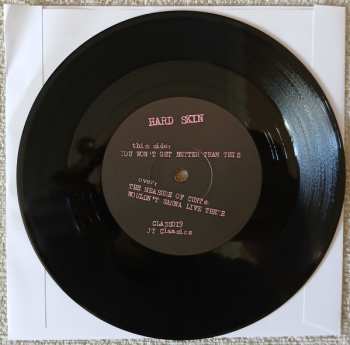 HARD SKIN
this side:
YOU WON'T GET BETTER THAN THIS
over:
THE MEASURE OF CUNTs
WOULDN'T WANNA LIVE THERE
CLASS019
JT Classics